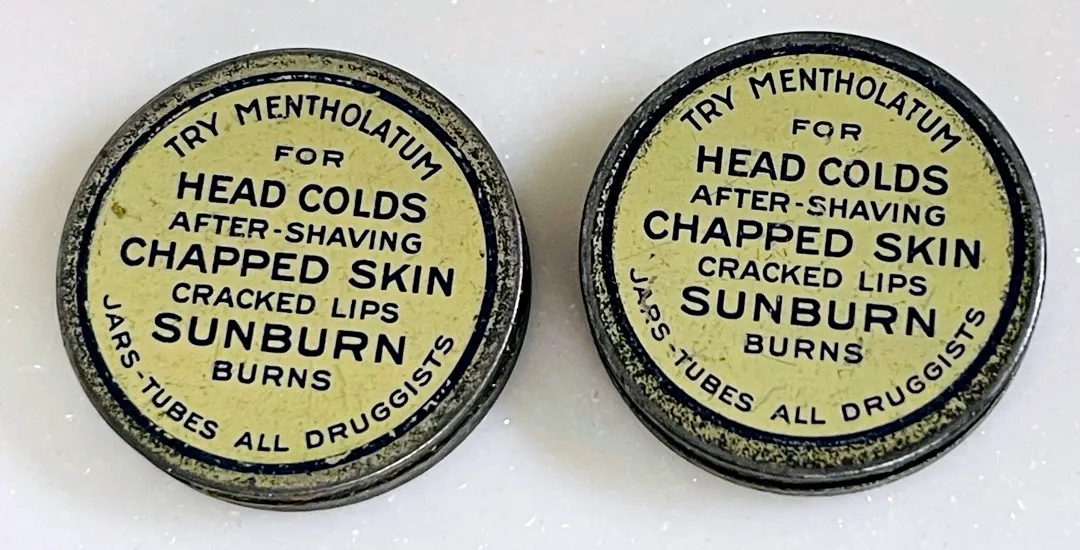 TRY MENTHOLATUM
FOR
HEAD COLDS
AFTER-SHAVING
CHAPPED SKIN
CRACKED LIPS
SUNBURN
BURNS
JARS-TUBES ALL DRUGGISTS
TRY MENTHOLATUM
FOR
HEAD COLDS
AFTER-SHAVING
CHAPPED SKIN
CRACKED LIPS
SUNBURN
BURNS
JARS-TUBES ALL DRUGGISTS